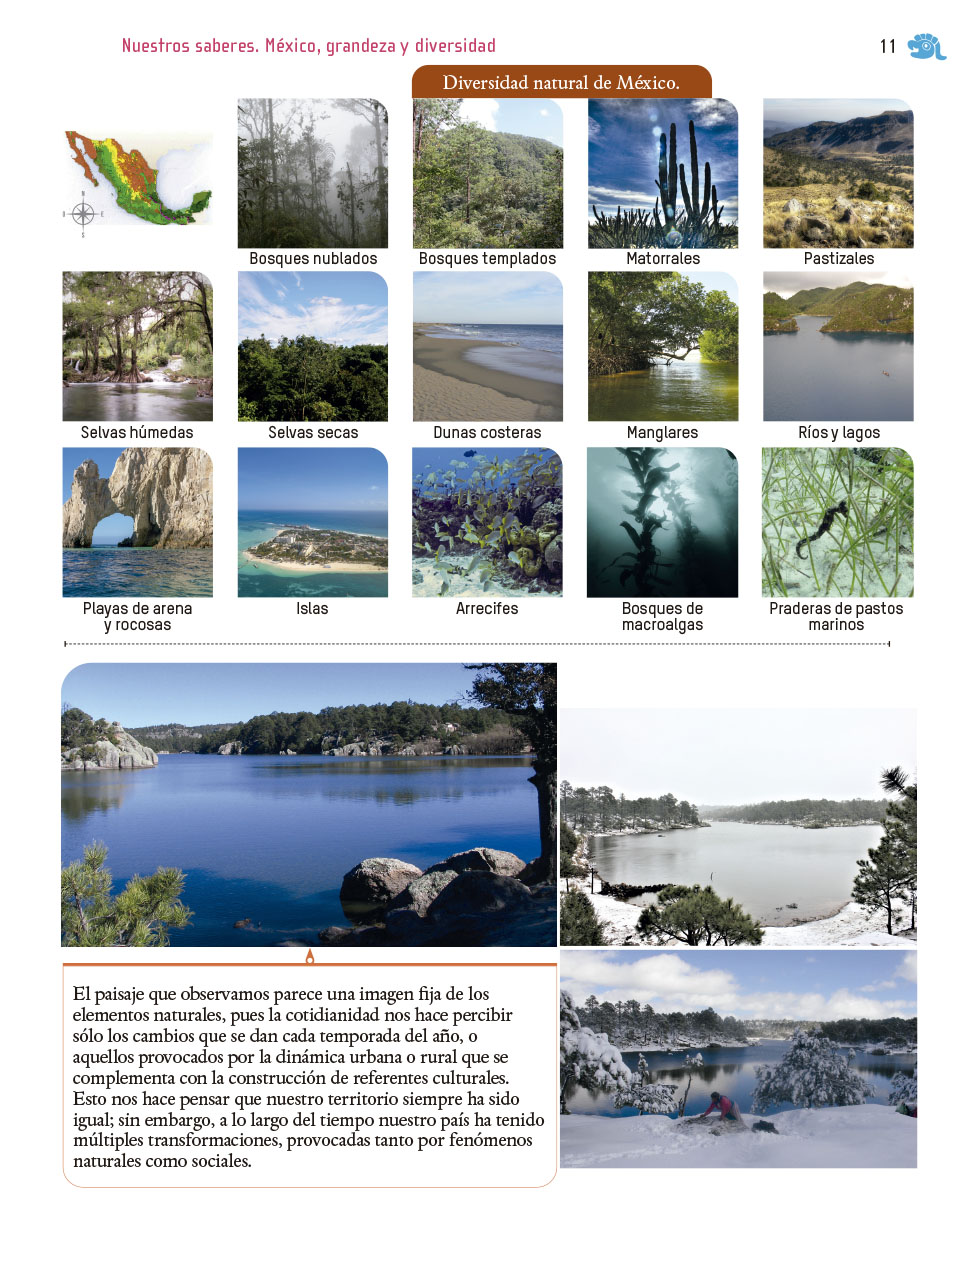 Nuestros saberes. México, grandeza y diversidad
11
Diversidad natural de México.
N
E
S
Bosques nublados
Bosques templados
Matorrales
Pastizales
Selvas húmedas
Selvas secas
Dunas costeras
Manglares
Ríos y lagos
Playas de arena
y rocosas
Islas
Arrecifes
Bosques de
macroalgas
Praderas de pastos
marinos
El paisaje que observamos parece una imagen fija de los
elementos naturales, pues la cotidianidad nos hace percibir
sólo los cambios que se dan cada temporada del año, o
aquellos provocados por la dinámica urbana o rural que se
complementa con la construcción de referentes culturales.
Esto nos hace pensar que nuestro territorio siempre ha sido
igual; sin embargo, a lo largo del tiempo nuestro país ha tenido
múltiples transformaciones, provocadas tanto por fenómenos
naturales como sociales.